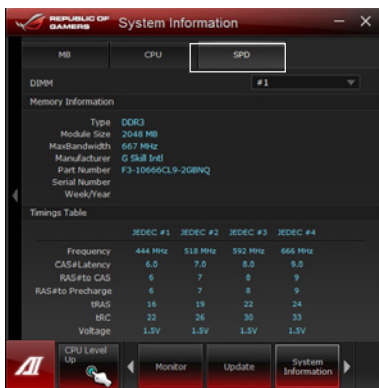 REPUBLIC OF
GAMERS
System Information
MB CPU SPD
DIMM #1
Memory Information
Type DDR3
Module Size 2048 MB
MaxBandwidth 667 MHz
Manufacturer G Skill Intl
Part Number F3-10666CL9-2GBNQ
Serial Number
Week/Year
Timings Table
JEDEC #1 JEDEC #2 JEDEC #3 JEDEC #4
Frequency 444 MHz 518 MHz 592 MHz 666 MHz
CAS#Latency 6.0 7.0 8.0 9.0
RAS#to CAS 6 7 8 9
RAS#to Precharge 6 7 8 9
tRAS 16 19 22 24
tRC 22 26 30 33
Voltage 1.5V 1.5V 1.5V 1.5V
AI CPU Level
Up
Monitor Update System
Information